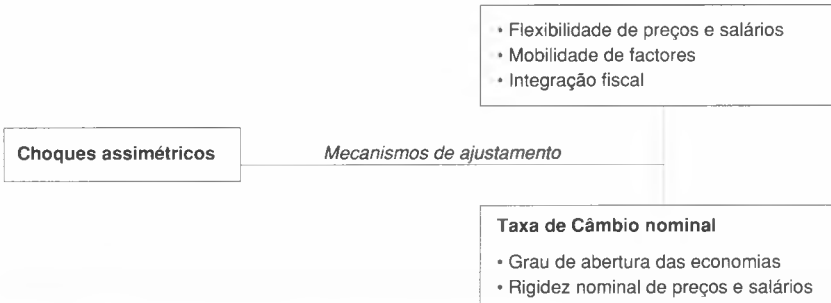 • Flexibilidade de preços e salários
• Mobilidade de factores
• Integração fiscal
Choques assimétricos
Mecanismos de ajustamento
Taxa de Câmbio nominal
• Grau de abertura das economias
• Rigidez nominal de preços e salários